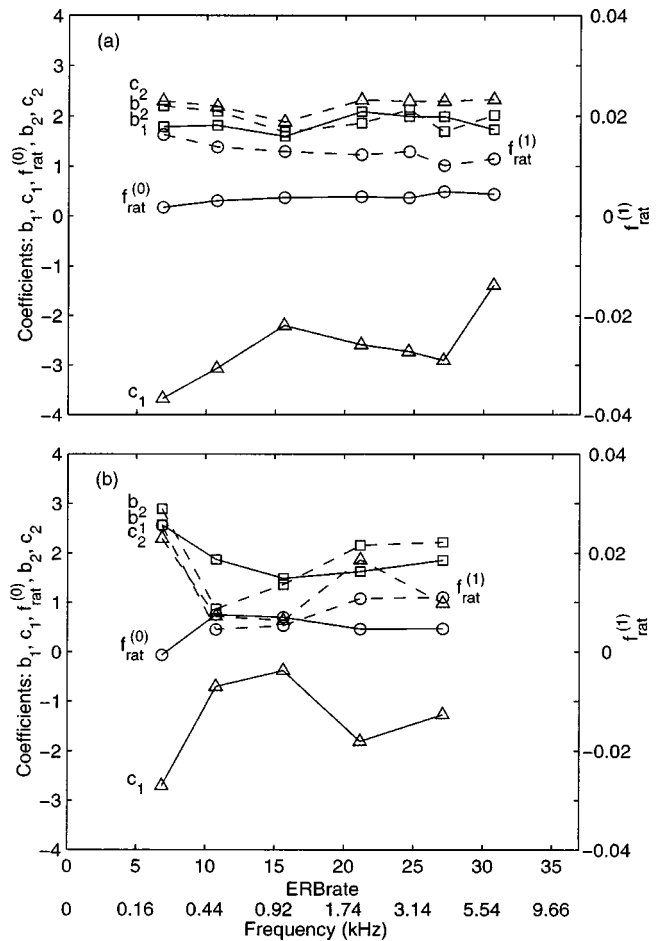 (a)
4
3
2
1
0
−1
−2
−3
−4
Coefficients: b1, c1, frat(0), b2, c2
c2
b2
b1
frat(0)
c1
frat(1)
0.04
0.02
0
−0.02
−0.04
frat(1)
(b)
4
3
2
1
0
−1
−2
−3
−4
Coefficients: b1, c1, frat(0), b2, c2
b2
b1
c2
frat(0)
c1
frat(1)
0.04
0.02
0
−0.02
−0.04
frat(1)
0 5 10 15 20 25 30 35
ERBrate
0 0.16 0.44 0.92 1.74 3.14 5.54 9.66
Frequency (kHz)